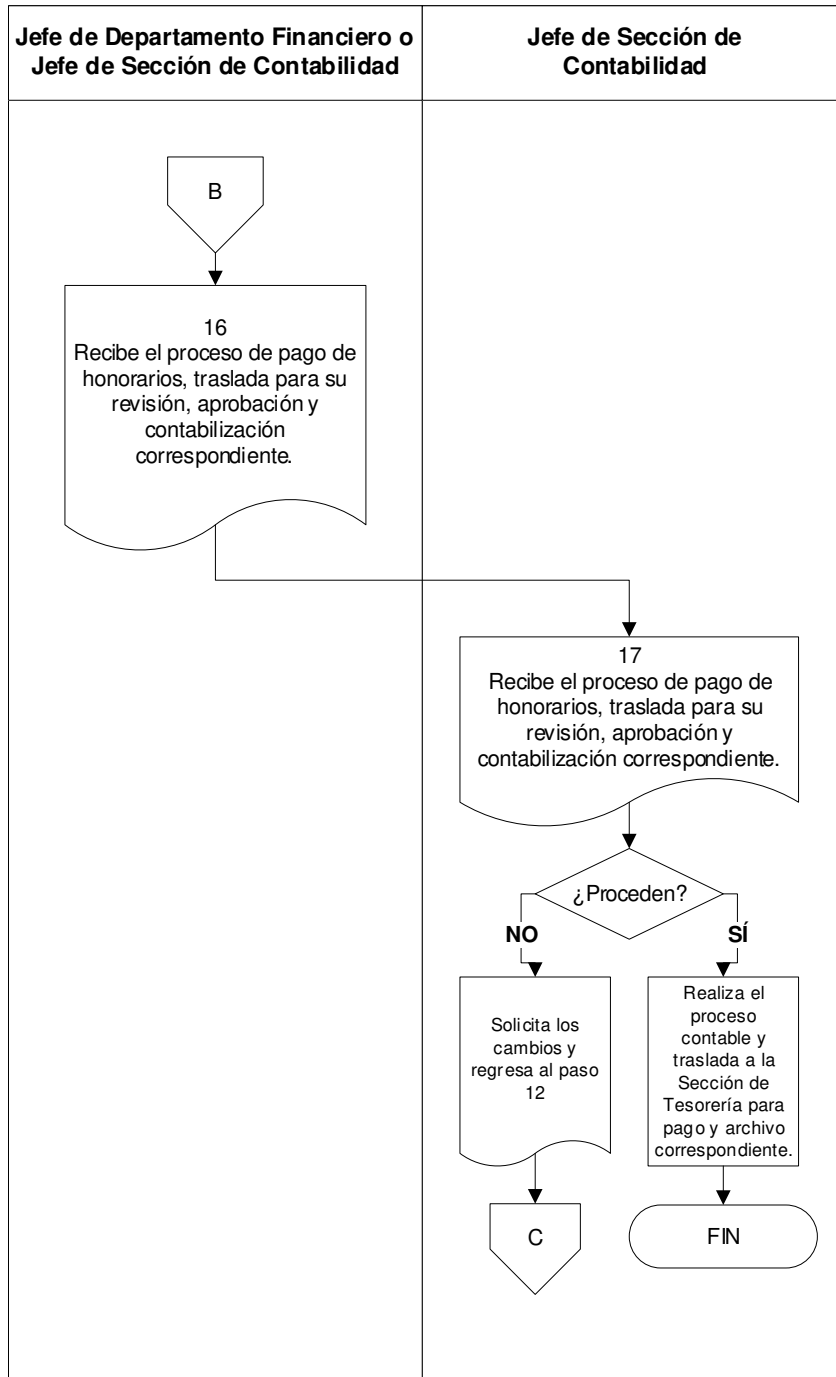 Jefe de Departamento Financiero o
Jefe de Sección de Contabilidad
Jefe de Sección de
Contabilidad
B
16
Recibe el proceso de pago de
honorarios, traslada para su
revisión, aprobación y
contabilización
correspondiente.
17
Recibe el proceso de pago de
honorarios, traslada para su
revisión, aprobación y
contabilización correspondiente.
¿Proceden?
NO
SÍ
Solicita los
cambios y
regresa al paso
12
Realiza el
proceso
contable y
traslada a la
Sección de
Tesorería para
pago y archivo
correspondiente.
C
FIN